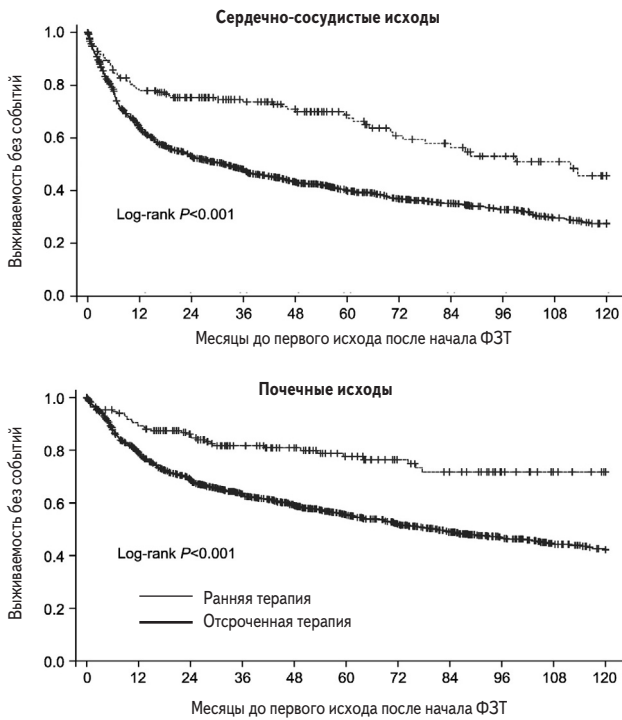 Сердечно-сосудистые исходы
Выживаемость без событий
1.0
0.8
0.6
0.4
0.2
0.0
Log-rank P<0.001
0 12 24 36 48 60 72 84 96 108 120
Месяцы до первого исхода после начала ФЗТ
Почечные исходы
Выживаемость без событий
1.0
0.8
0.6
0.4
0.2
0.0
Log-rank P<0.001
Ранняя терапия
Отсроченная терапия
0 12 24 36 48 60 72 84 96 108 120
Месяцы до первого исхода после начала ФЗТ